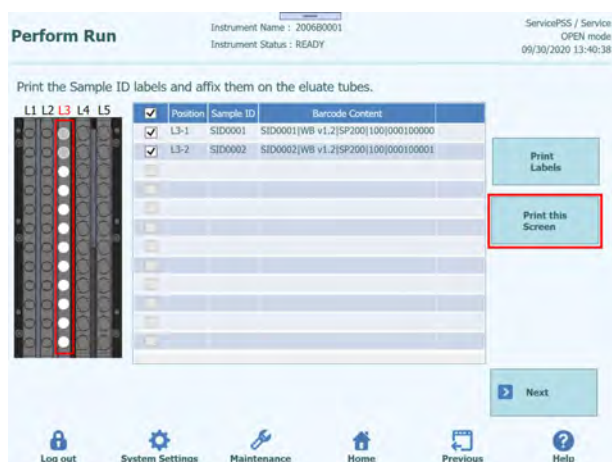 Perform Run
Instrument Name : 2006B0001
Instrument Status : READY
ServicePSS / Service
OPEN mode
09/30/2020 13:40:38
Print the Sample ID labels and affix them on the eluate tubes.
L1 L2 L3 L4 L5
Position Sample ID Barcode Content
L3-1 SID0001 SID0001|WB v1.2|SP200|100|000100000
L3-2 SID0002 SID0002|WB v1.2|SP200|100|000100001
Print
Labels
Print this
Screen
Next
Log out System Settings Maintenance Home Previous Help